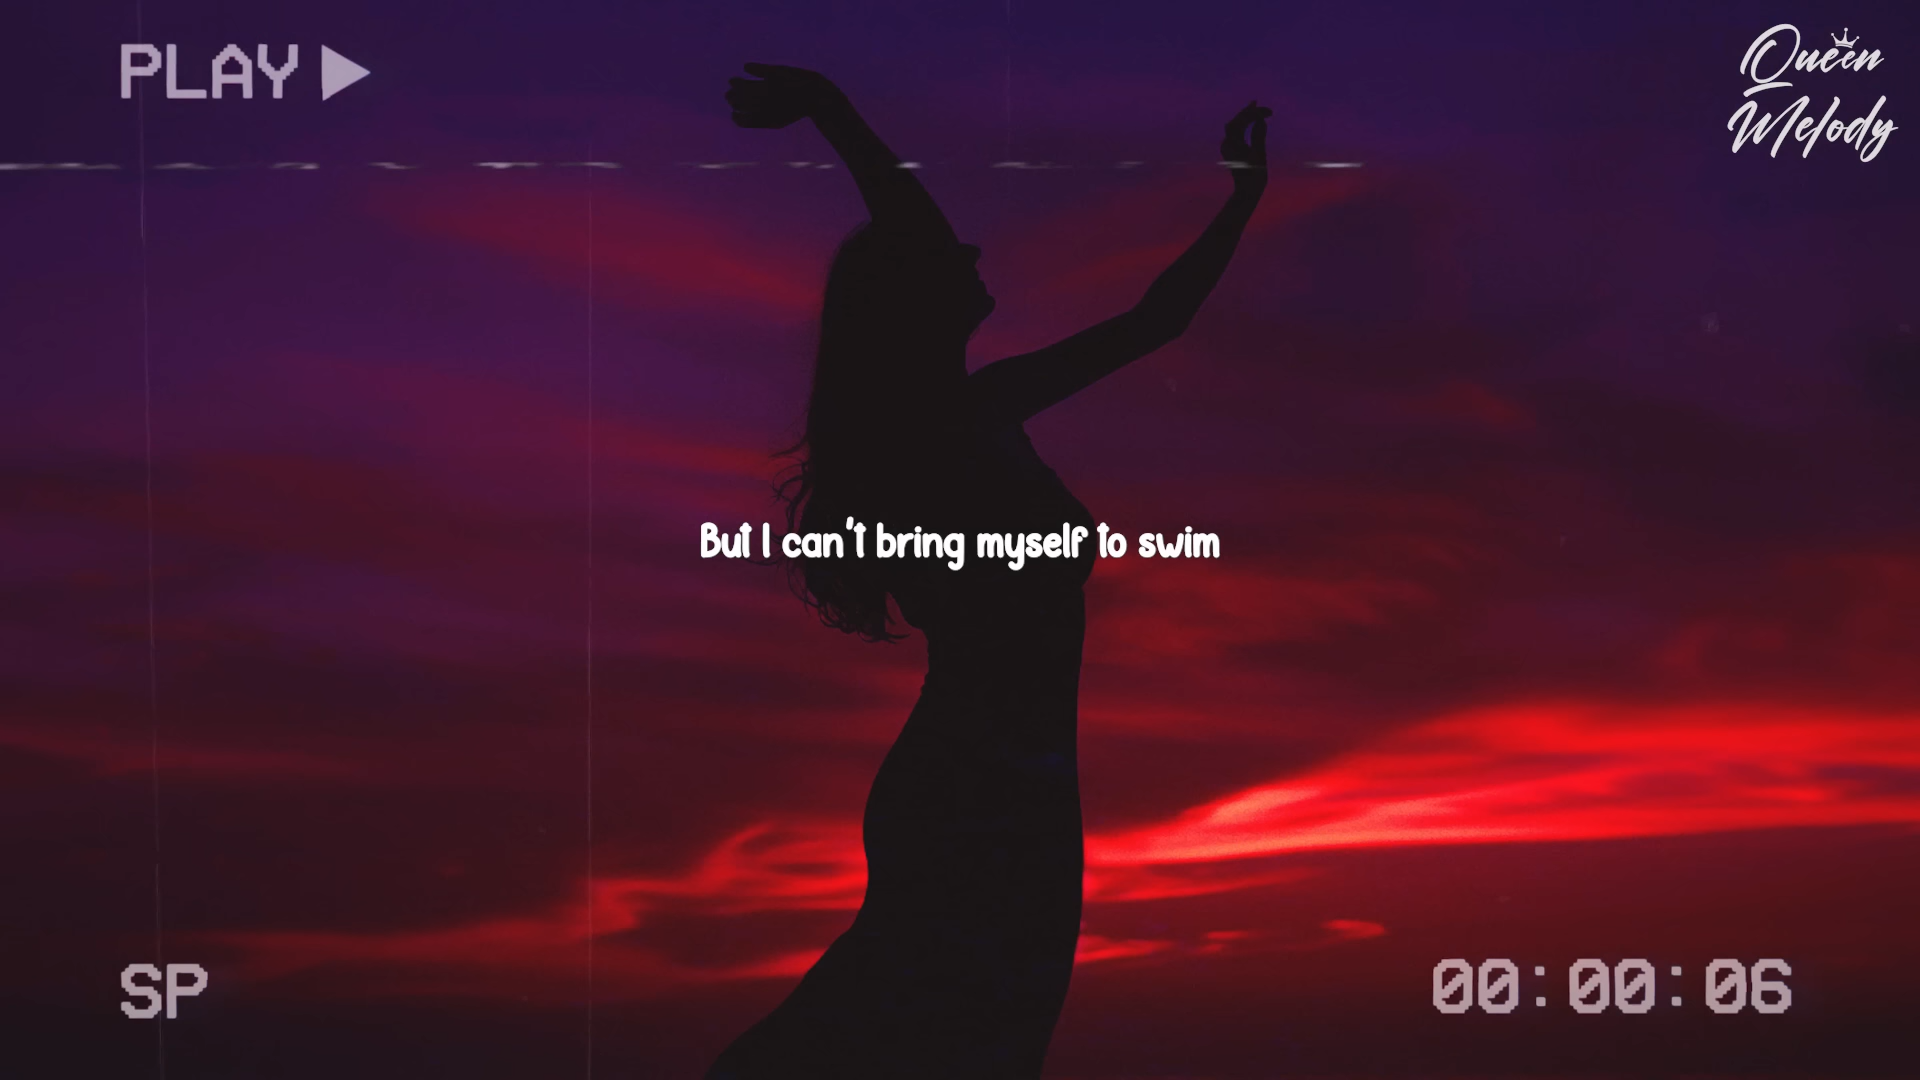 PLAY
Queen
Melody
But I can't bring myself to swim
SP
00:00:06